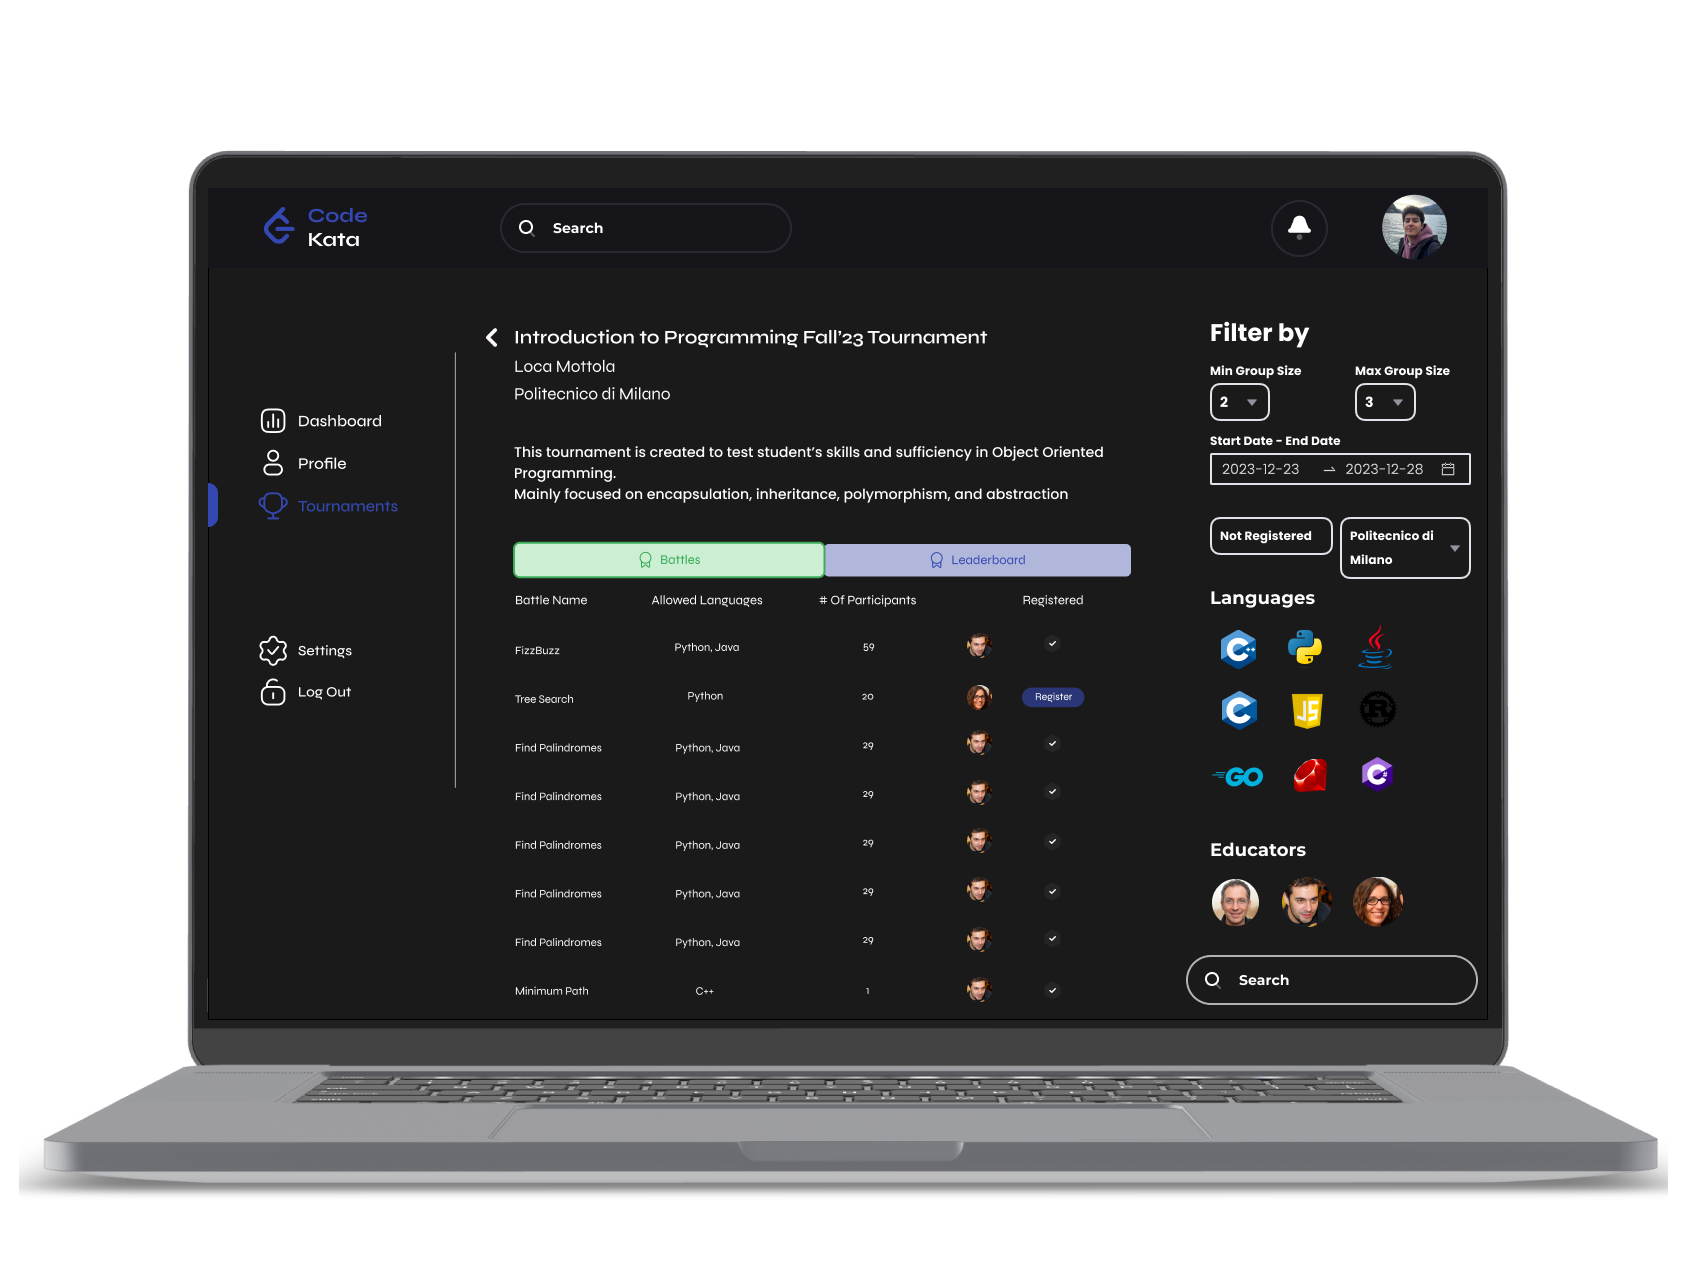 Code
Kata
Search
Dashboard
Profile
Tournaments
Settings
Log Out
Introduction to Programming Fall'23 Tournament
Loca Mottola
Politecnico di Milano
This tournament is created to test student's skills and sufficiency in Object Oriented
Programming.
Mainly focused on encapsulation, inheritance, polymorphism, and abstraction
Battles Leaderboard
Battle Name Allowed Languages # Of Participants Registered
FizzBuzz Python, Java 59
Tree Search Python 20 Register
Find Palindromes Python, Java 29
Find Palindromes Python, Java 29
Find Palindromes Python, Java 29
Find Palindromes Python, Java 29
Find Palindromes Python, Java 29
Minimum Path C++ 1
Filter by
Min Group Size Max Group Size
2 3
Start Date - End Date
2023-12-23 → 2023-12-28
Not Registered
Politecnico di
Milano
Languages
C++
C JS R
GO C#
Educators
Search